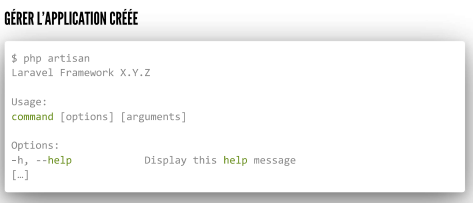 GÉRER L'APPLICATION CRÉÉE
$ php artisan
Laravel Framework X.Y.Z
Usage:
command [options] [arguments]
Options:
-h, --help Display this help message
[…]